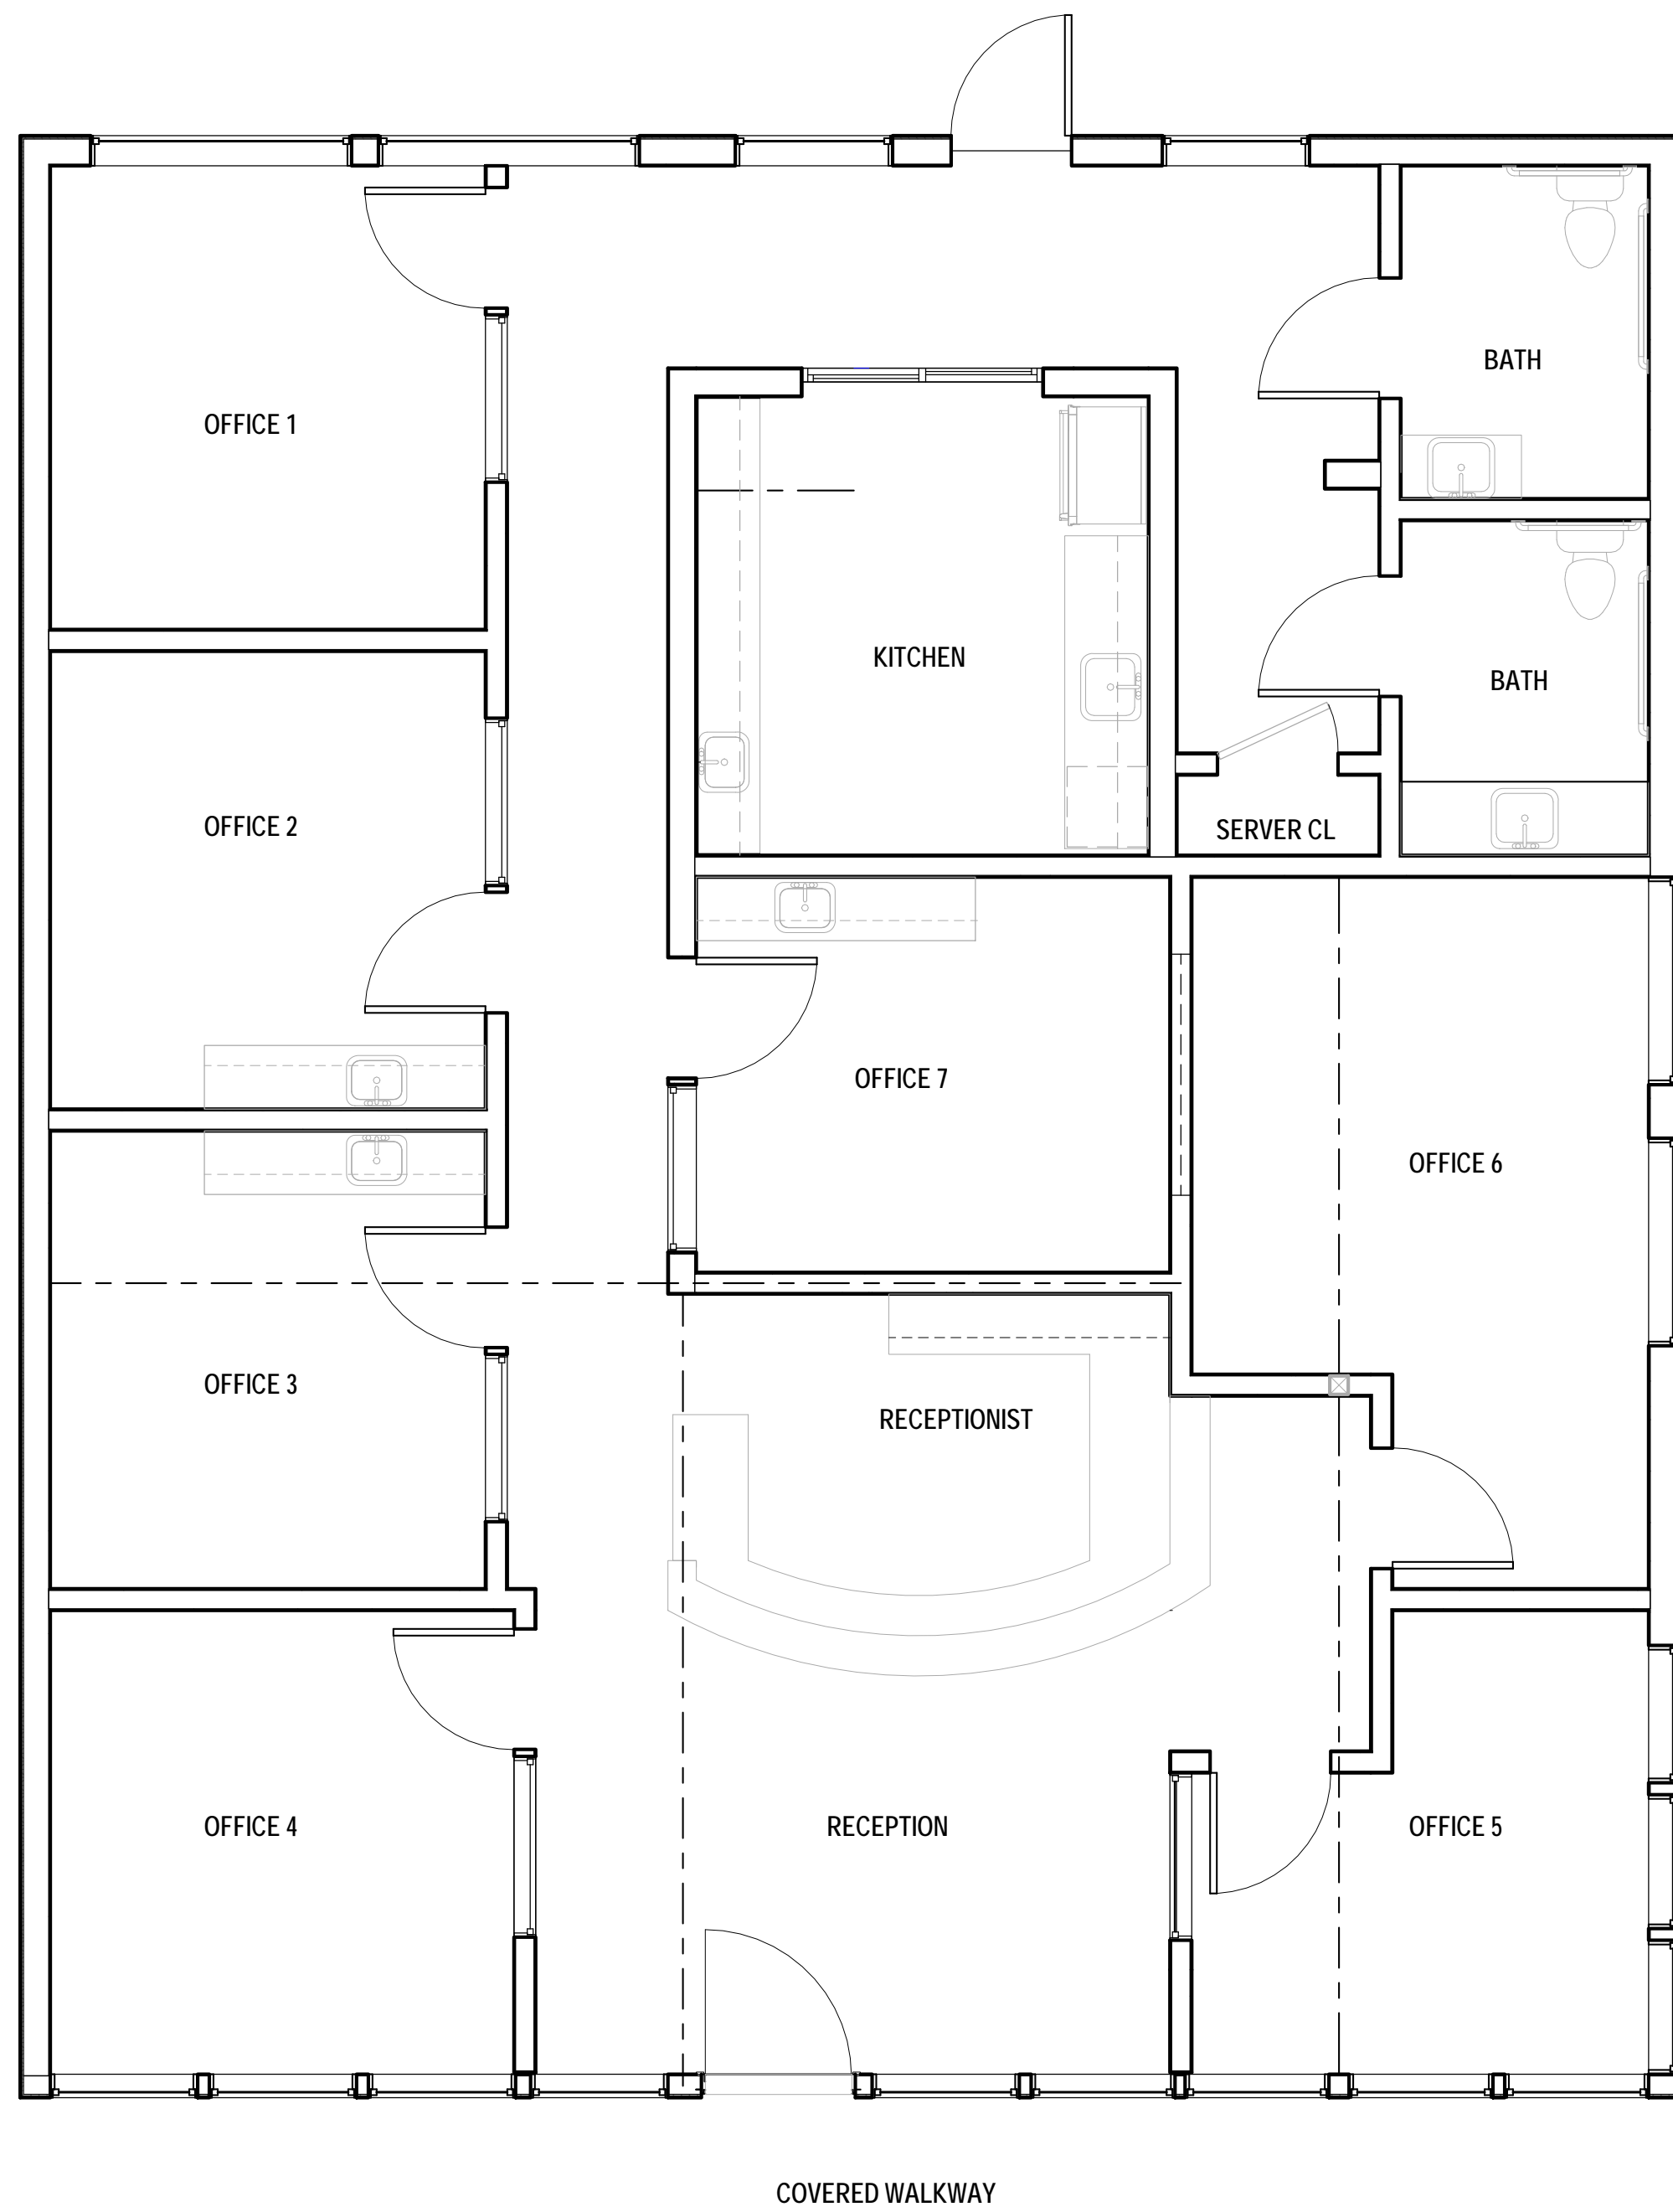 BATH
OFFICE 1
KITCHEN
BATH
OFFICE 2
SERVER CL
OFFICE 7
OFFICE 6
OFFICE 3
RECEPTIONIST
OFFICE 4
RECEPTION
OFFICE 5
COVERED WALKWAY